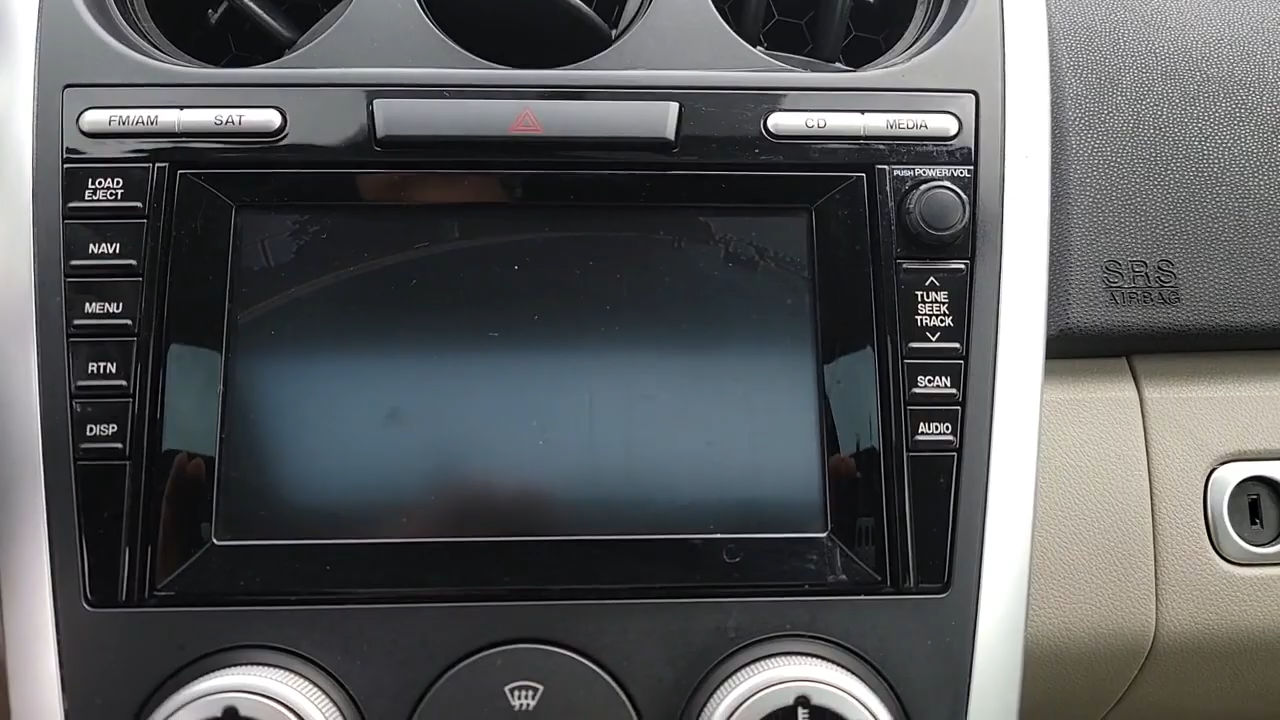 FM/AM
SAT
CD
MEDIA
LOAD
EJECT
PUSH POWER/VOL
NAVI
MENU
TUNE
SEEK
TRACK
RTN
SCAN
DISP
AUDIO
SRS
AIRBAG